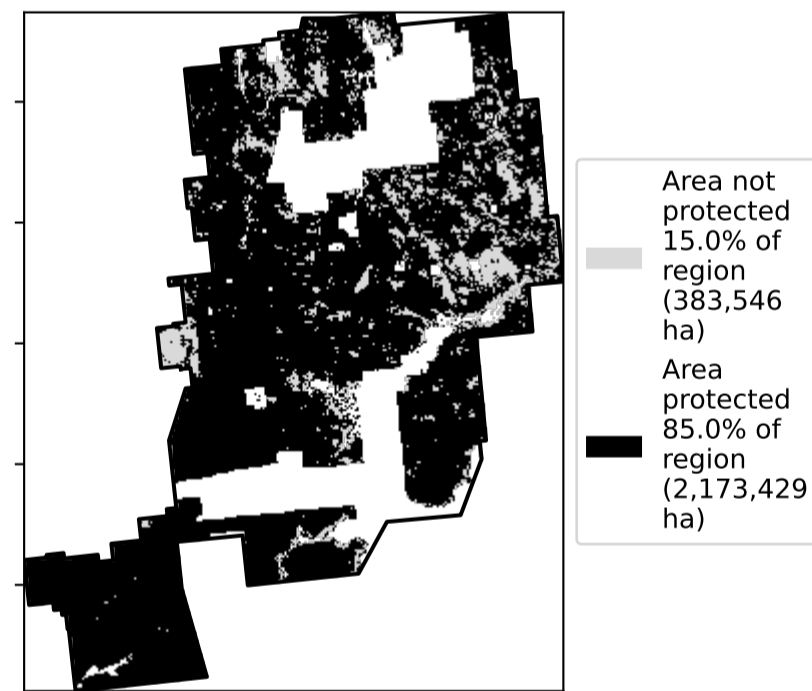 Area not
protected
15.0% of
region
(383,546
ha)
Area
protected
85.0% of
region
(2,173,429
ha)